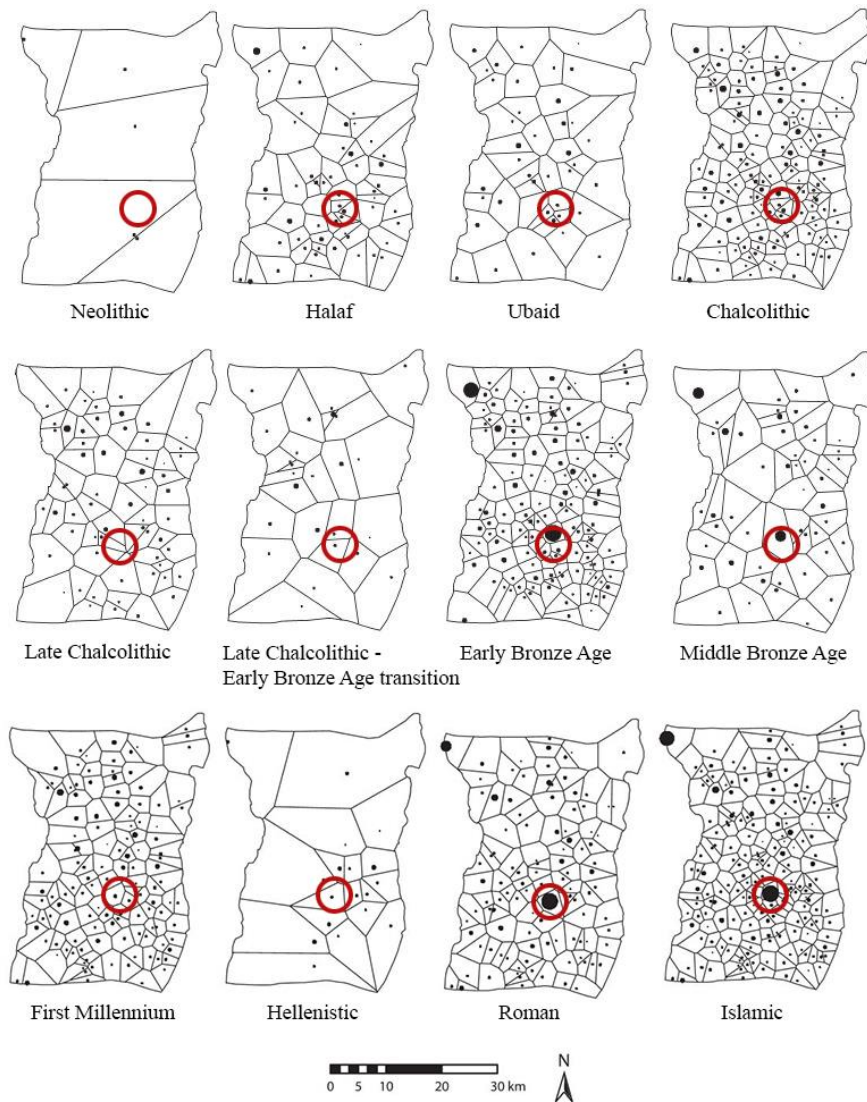 Neolithic
Halaf
Ubaid
Chalcolithic
Late Chalcolithic
Late Chalcolithic -
Early Bronze Age transition
Early Bronze Age
Middle Bronze Age
First Millennium
Hellenistic
Roman
Islamic
0 5 10 20 30 km
N